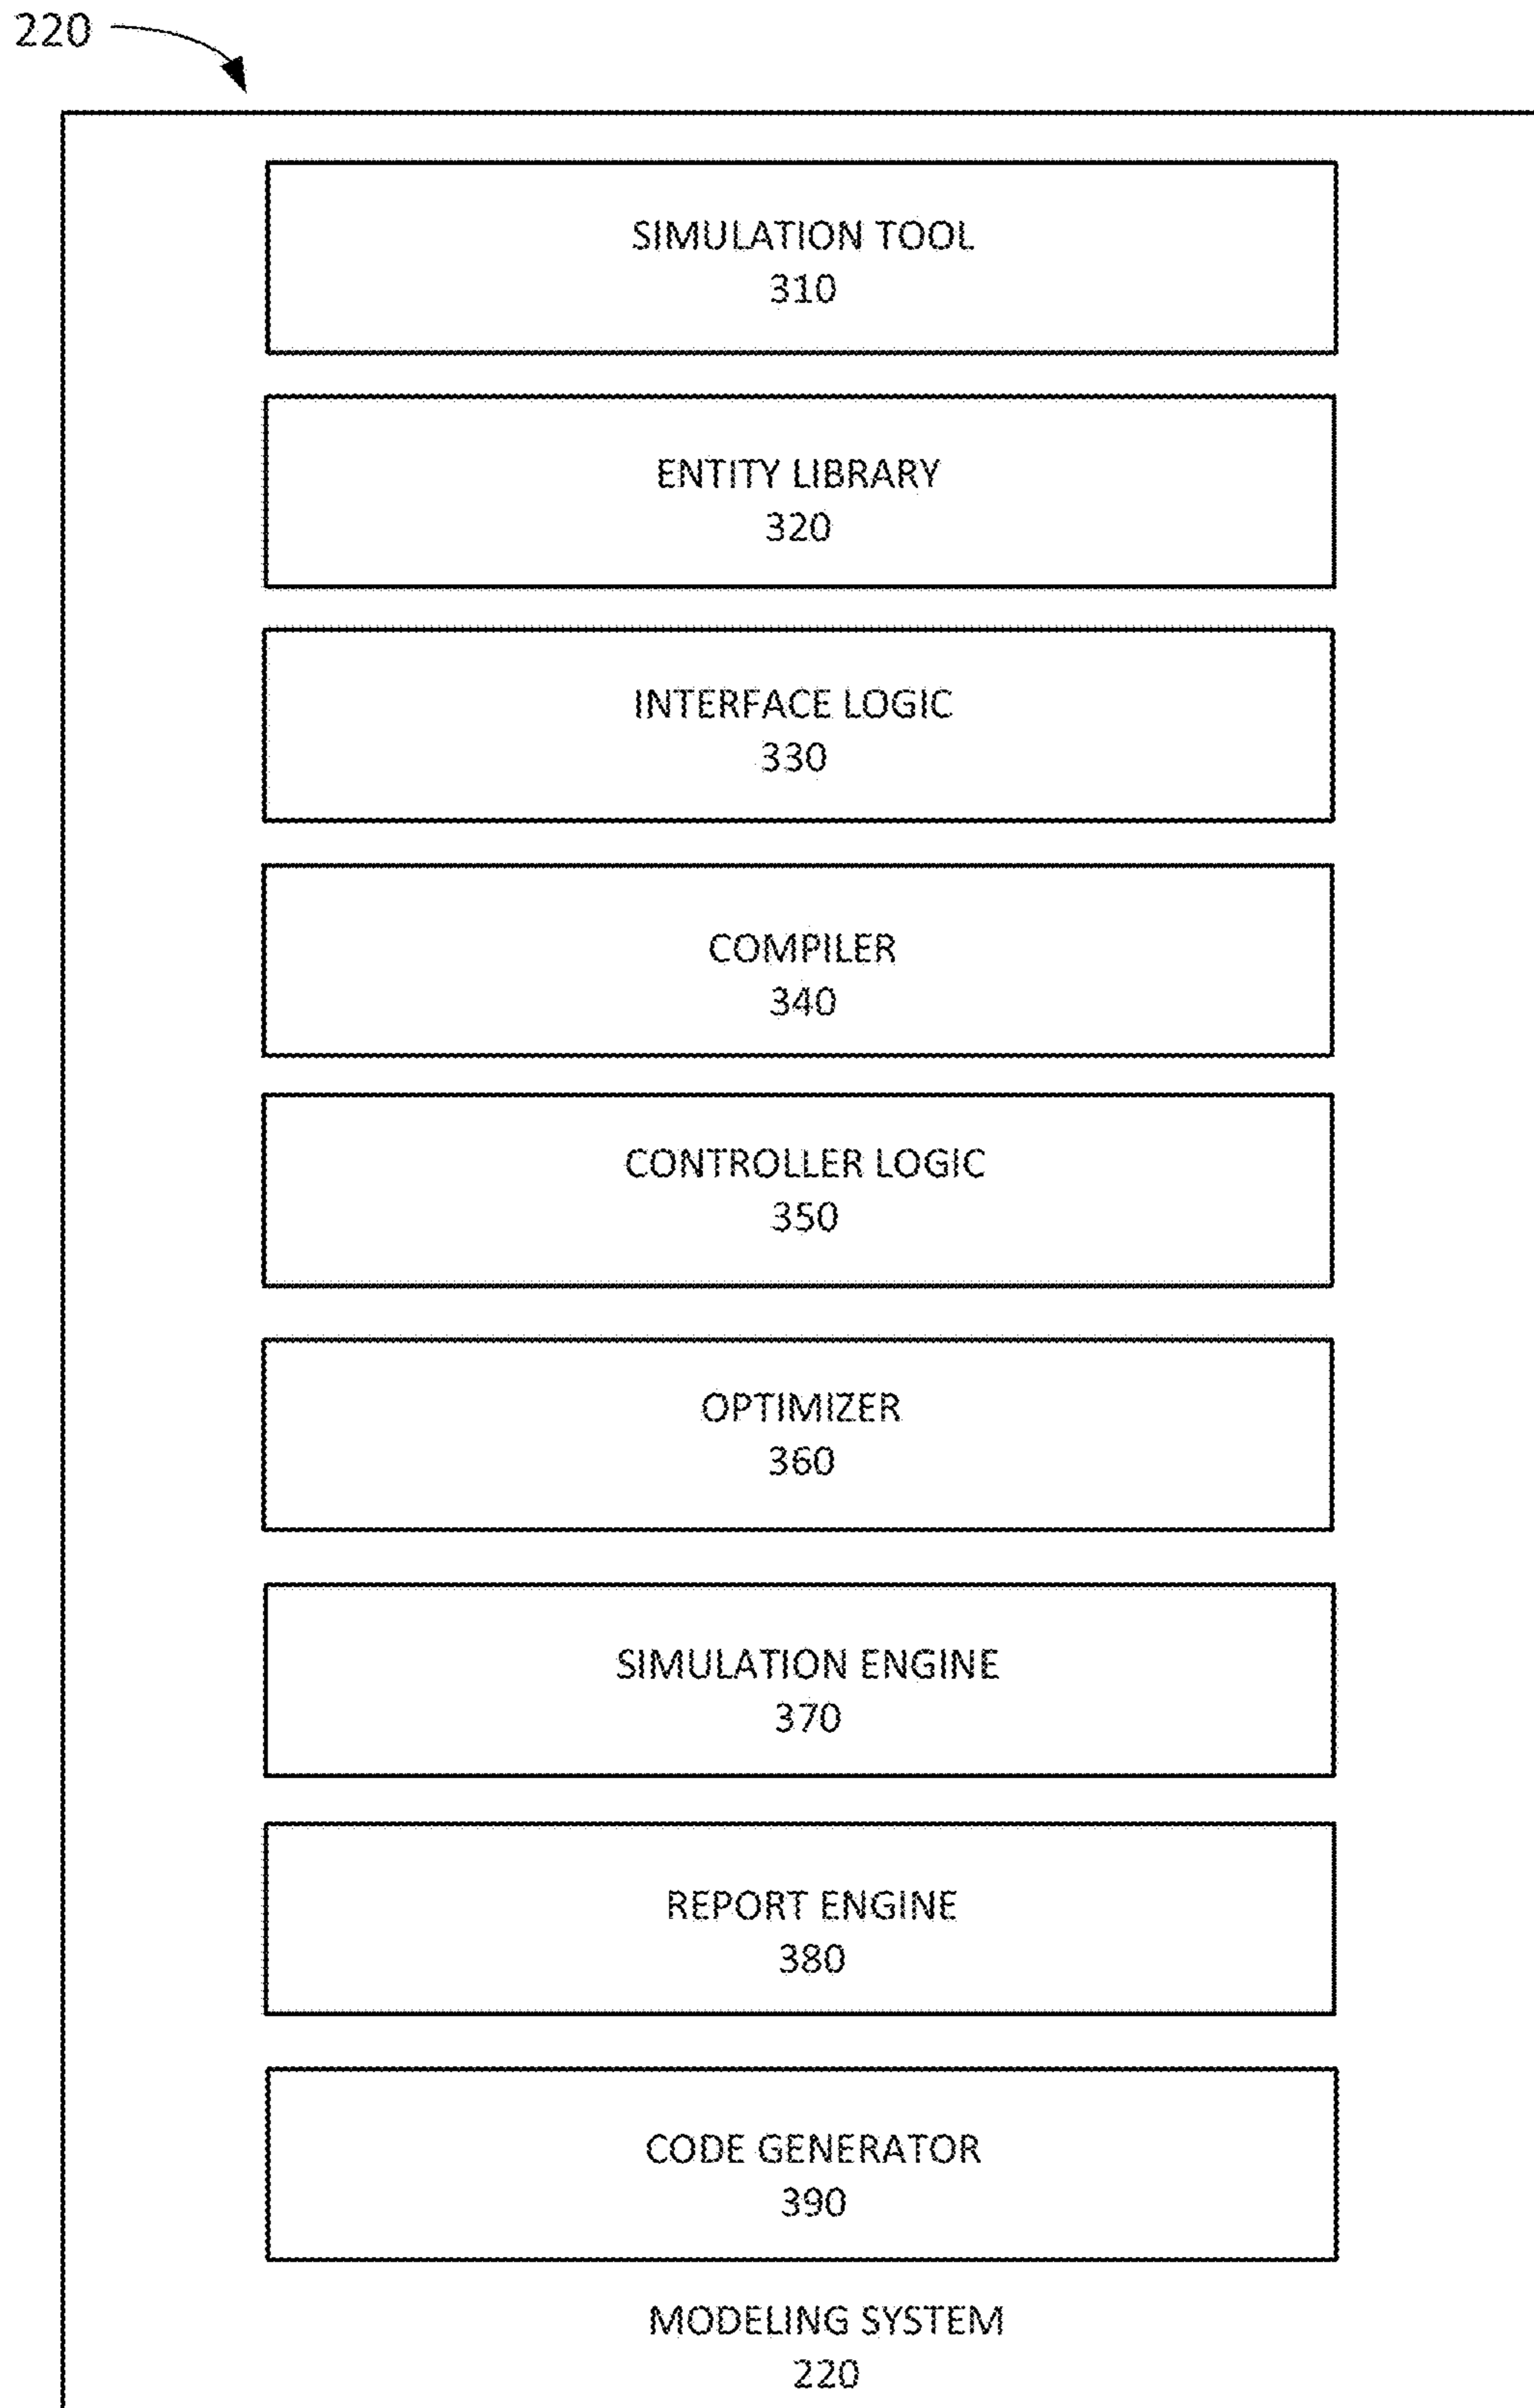 220
SIMULATION TOOL
310
ENTITY LIBRARY
320
INTERFACE LOGIC
330
COMPILER
340
CONTROLLER LOGIC
350
OPTIMIZER
360
SIMULATION ENGINE
370
REPORT ENGINE
380
CODE GENERATOR
390
MODELING SYSTEM
220